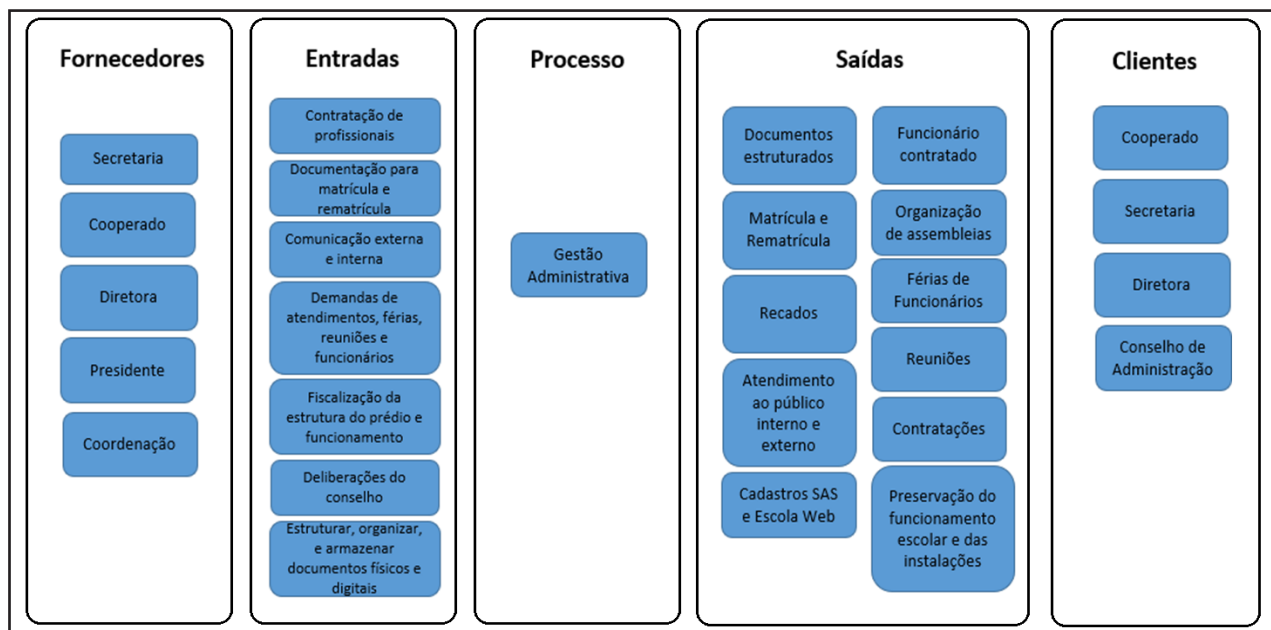 Fornecedores
Secretaria
Cooperado
Diretora
Presidente
Coordenação
Entradas
Contratação de
profissionais
Documentação para
matrícula e
rematrícula
Comunicação externa
e interna
Demandas de
atendimentos, férias,
reuniões e
funcionários
Fiscalização da
estrutura do prédio e
funcionamento
Deliberações do
conselho
Estruturar, organizar,
e armazenar
documentos físicos e
digitais
Processo
Gestão
Administrativa
Saídas
Documentos
estruturados
Matrícula e
Rematrícula
Recados
Atendimento
ao público
interno e
externo
Cadastros SAS
e Escola Web
Funcionário
contratado
Organização
de assembleias
Férias de
Funcionários
Reuniões
Contratações
Preservação do
funcionamento
escolar e das
instalações
Clientes
Cooperado
Secretaria
Diretora
Conselho de
Administração